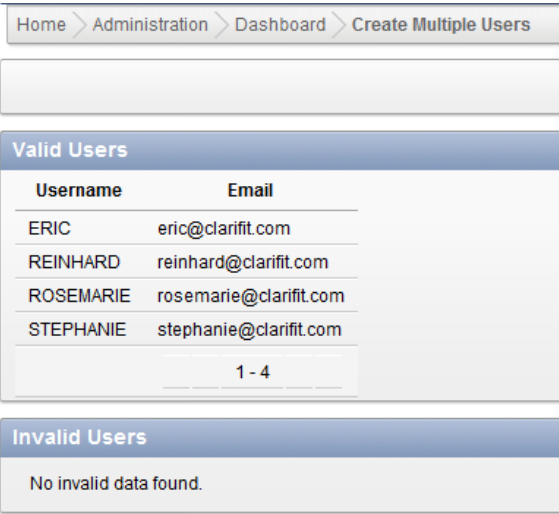 Home Administration Dashboard Create Multiple Users
Valid Users
Username Email
ERIC eric@clarifit.com
REINHARD reinhard@clarifit.com
ROSEMARIE rosemarie@clarifit.com
STEPHANIE stephanie@clarifit.com
1 - 4
Invalid Users
No invalid data found.